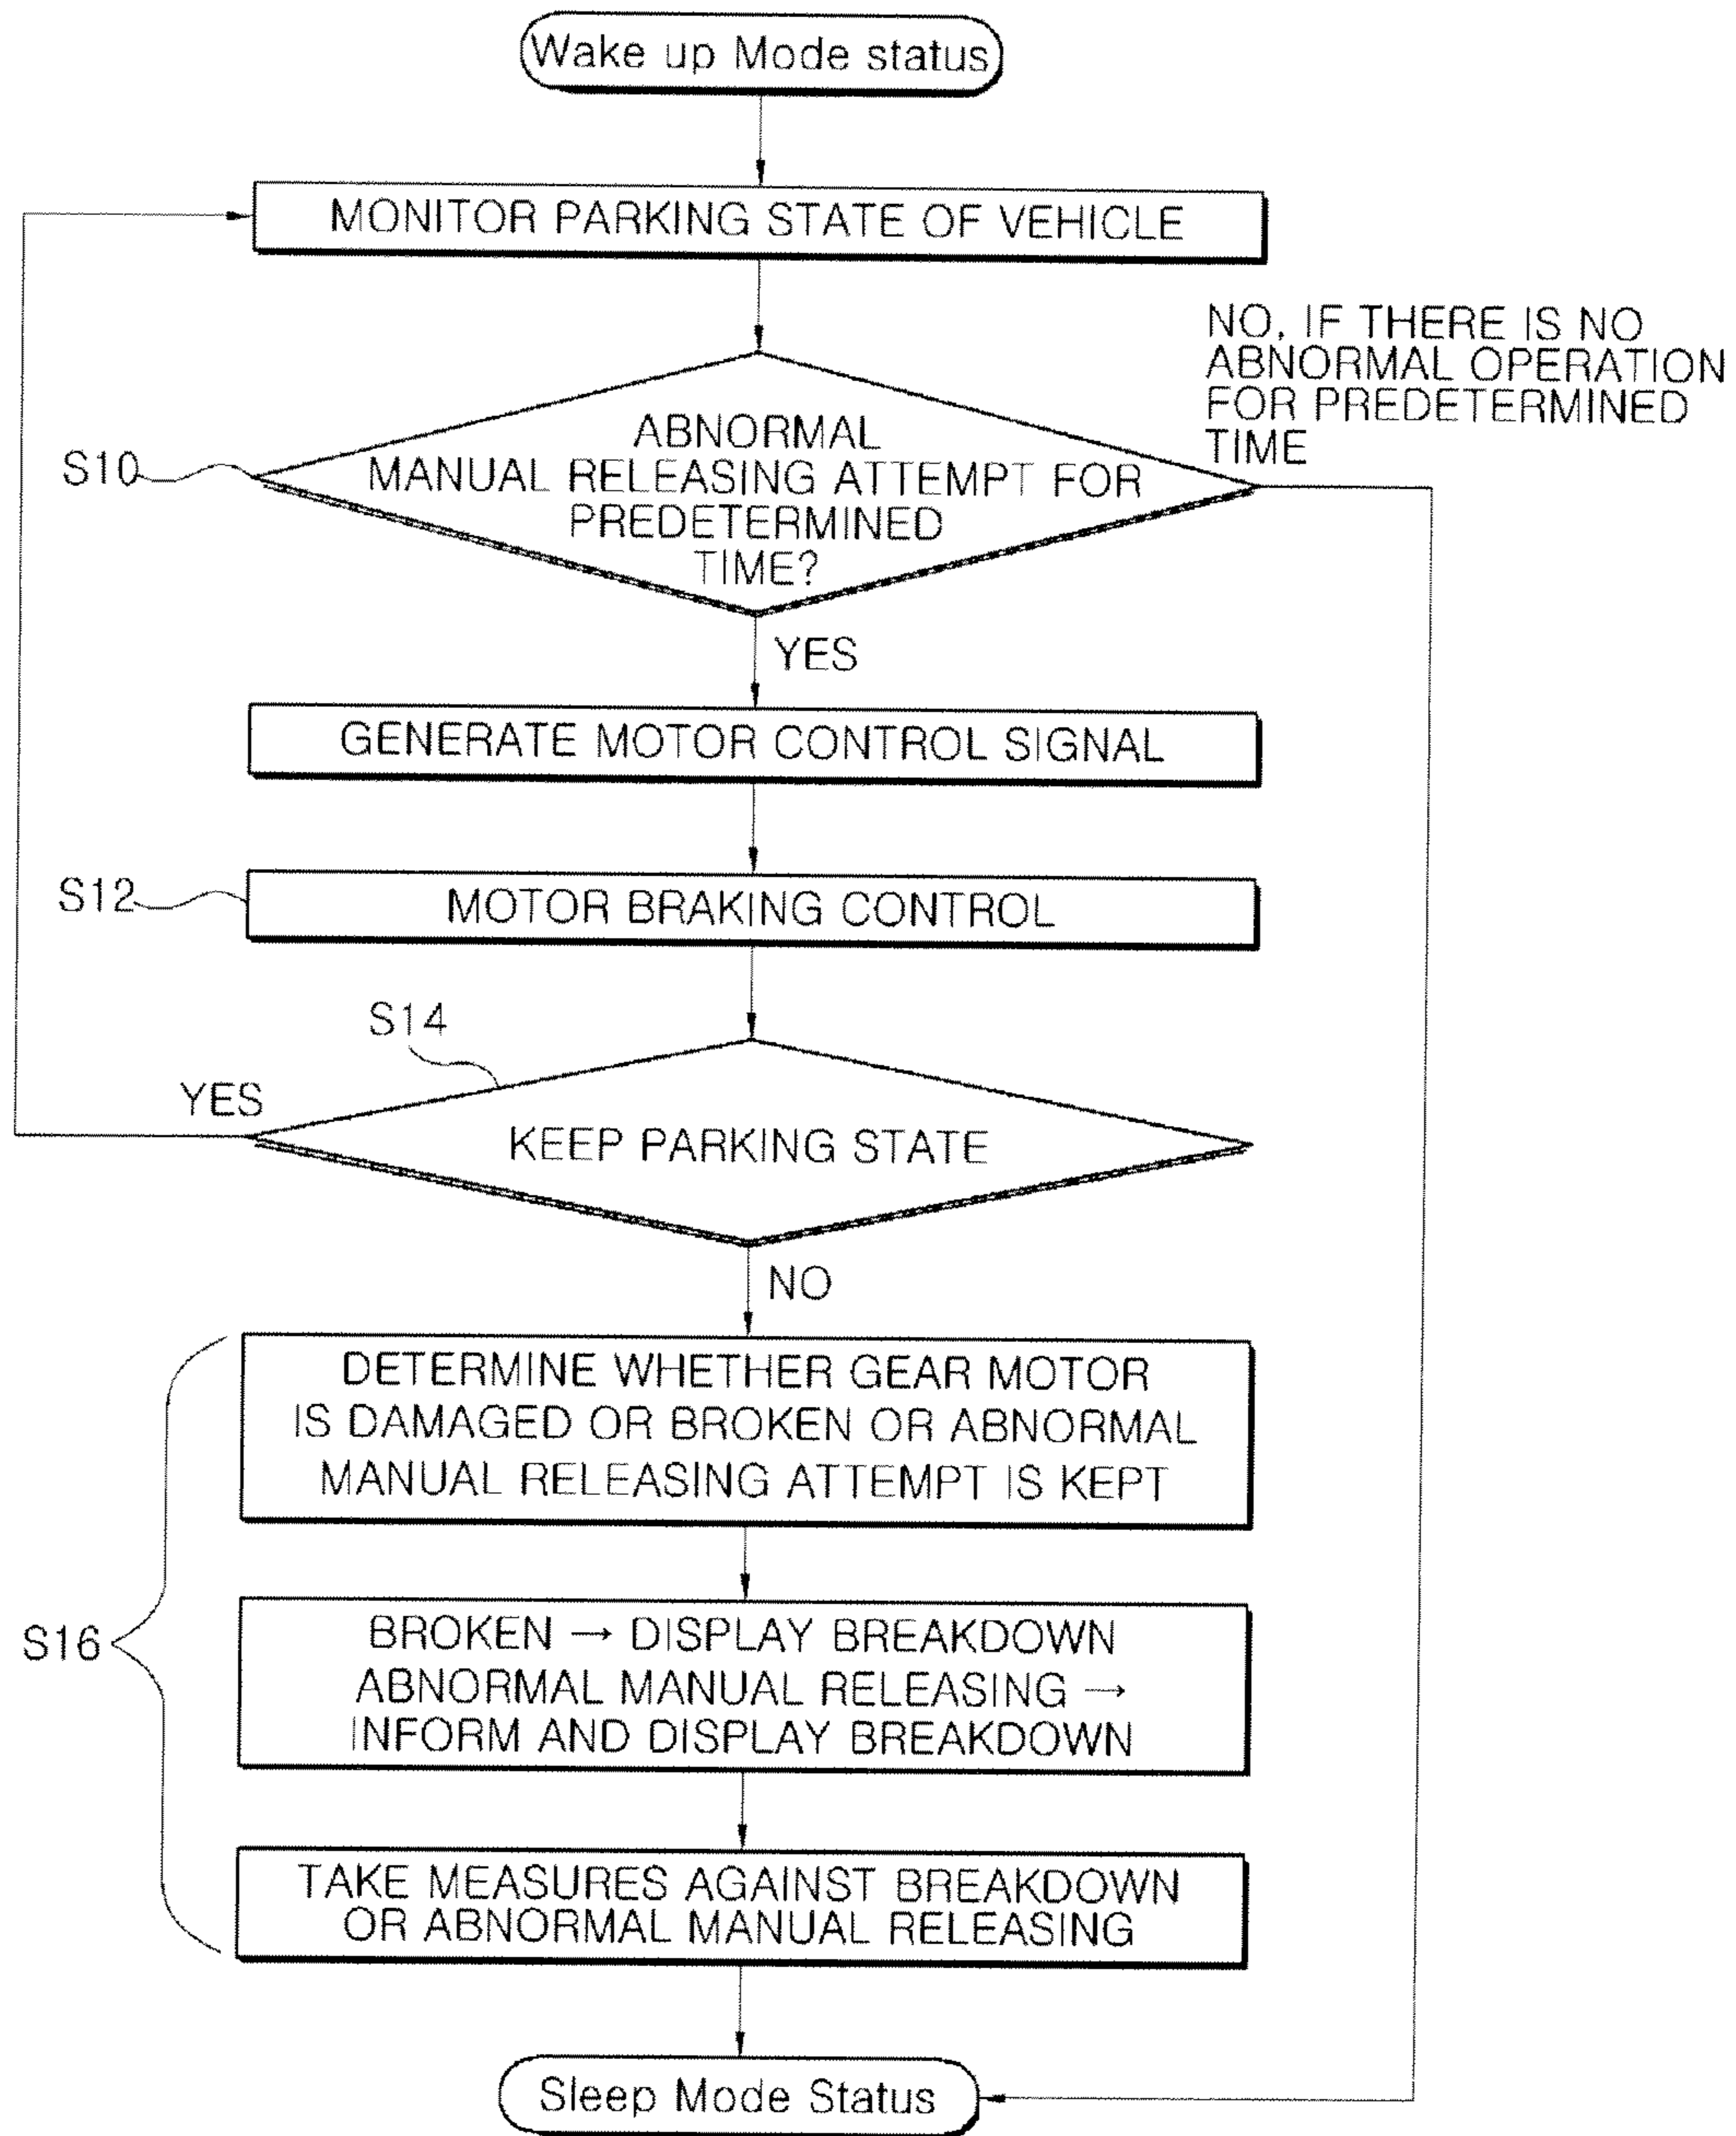 Wake up Mode status
MONITOR PARKING STATE OF VEHICLE
NO, IF THERE IS NO
ABNORMAL OPERATION
FOR PREDETERMINED
TIME
S10
ABNORMAL
MANUAL RELEASING ATTEMPT FOR
PREDETERMINED
TIME?
YES
GENERATE MOTOR CONTROL SIGNAL
S12
MOTOR BRAKING CONTROL
S14
YES
KEEP PARKING STATE
NO
DETERMINE WHETHER GEAR MOTOR
IS DAMAGED OR BROKEN OR ABNORMAL
MANUAL RELEASING ATTEMPT IS KEPT
S16
BROKEN → DISPLAY BREAKDOWN
ABNORMAL MANUAL RELEASING →
INFORM AND DISPLAY BREAKDOWN
TAKE MEASURES AGAINST BREAKDOWN
OR ABNORMAL MANUAL RELEASING
Sleep Mode Status